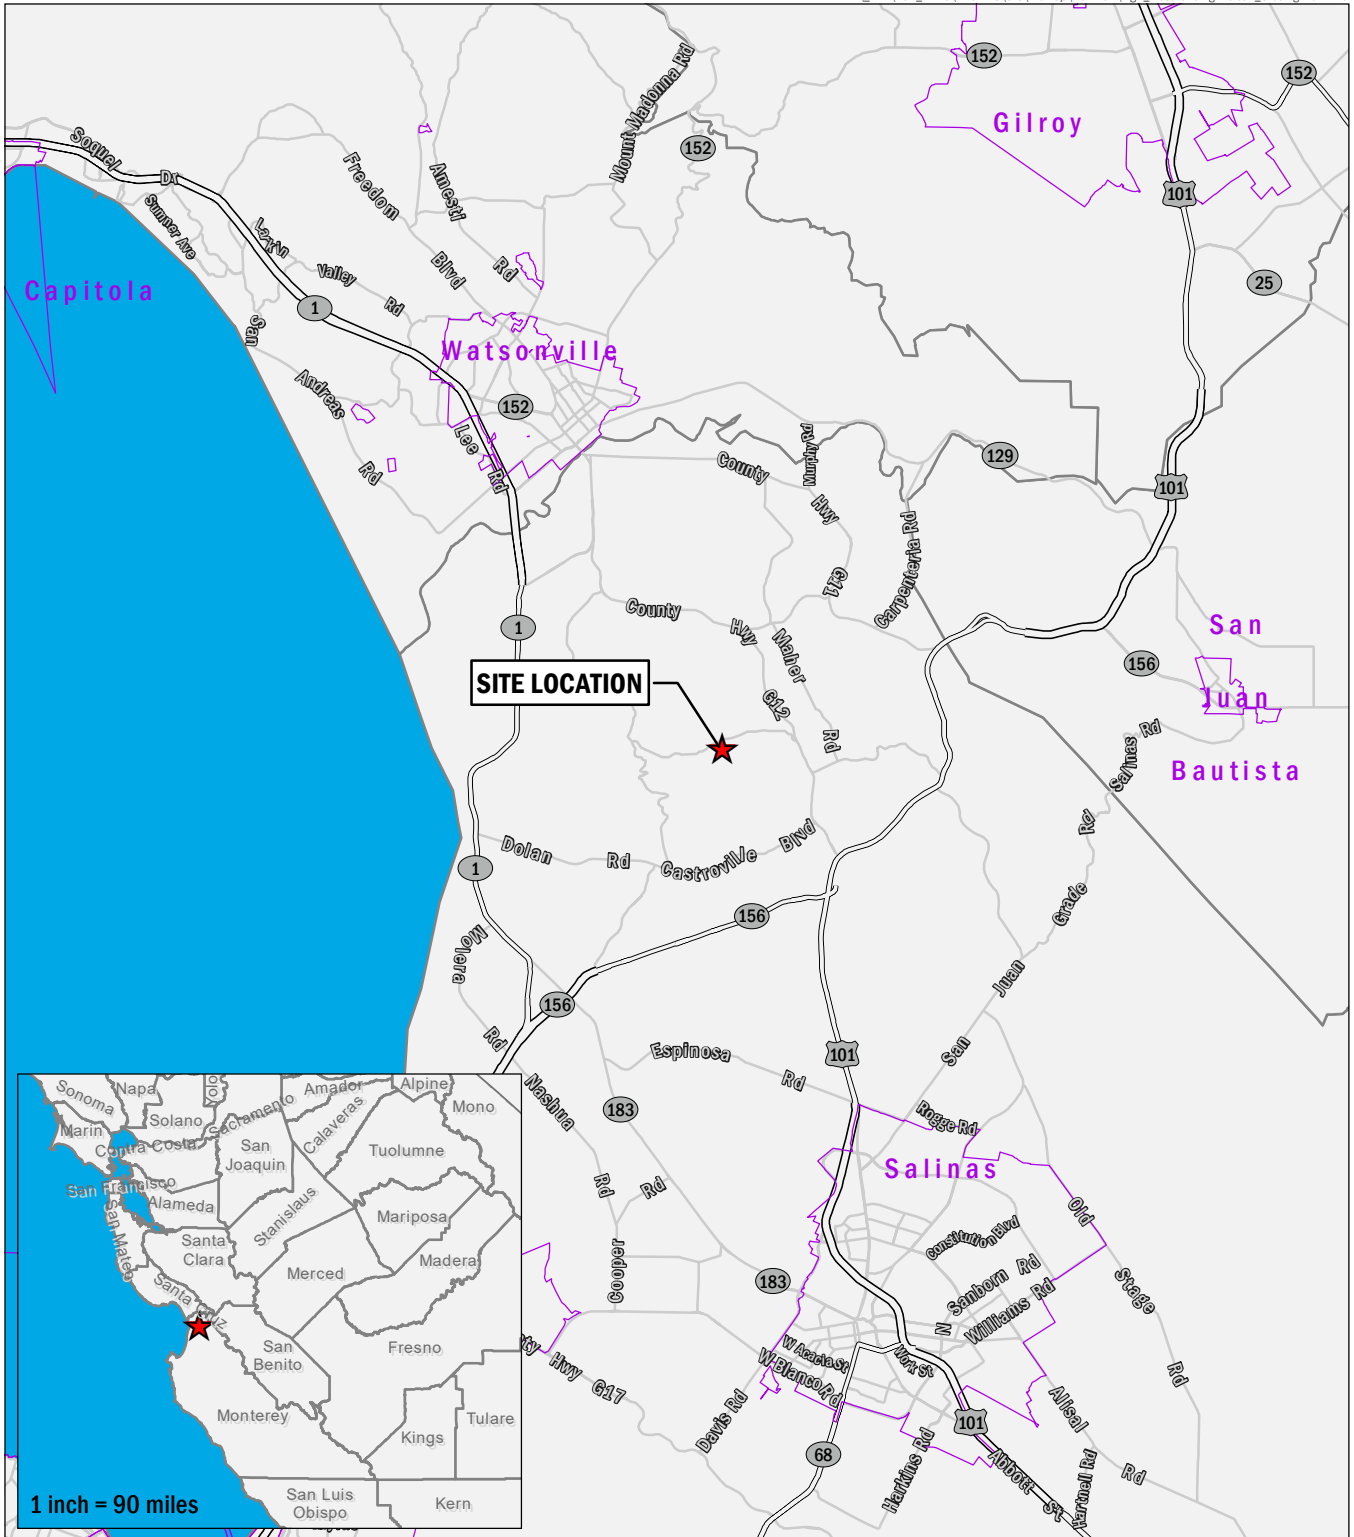 152
152
Gilroy
Mount Madonna Rd
152
Soquel Dr
Freedom Blvd
Amesti Rd
101
Sumner Ave
Larkin Valley Rd
25
Capitola
1
San Andreas Rd
Watsonville
152
Lee Rd
County Hwy G11
Murphy Rd
129
101
Carpenteria Rd
County Hwy G12
Maher Rd
1
San
Juan
Bautista
156
SITE LOCATION
Salinas Rd
Dolan Rd
Castroville Blvd
1
156
San Juan Grade Rd
Molera Rd
156
Espinosa Rd
101
Nashua Rd
183
Rogge Rd
Salinas
Rd
Cooper
183
Constitution Blvd
Old Stage Rd
N Sanborn Rd
Williams Rd
W Acacia St
Work St
W Blanco Rd
Hwy G17
Davis Rd
Alisal Rd
101
68
Harkins Rd
Abbott St
Hartnell Rd
Sonoma
Napa
Solano
Sacramento
Amador
Alpine
Mono
Marin
Contra Costa
San
Joaquin
Calaveras
Tuolumne
San Francisco
Alameda
Stanislaus
Mariposa
San Mateo
Santa
Clara
Merced
Madera
Santa Cruz
San
Benito
Fresno
Monterey
Kings
Tulare
San Luis
Obispo
Kern
1 inch = 90 miles